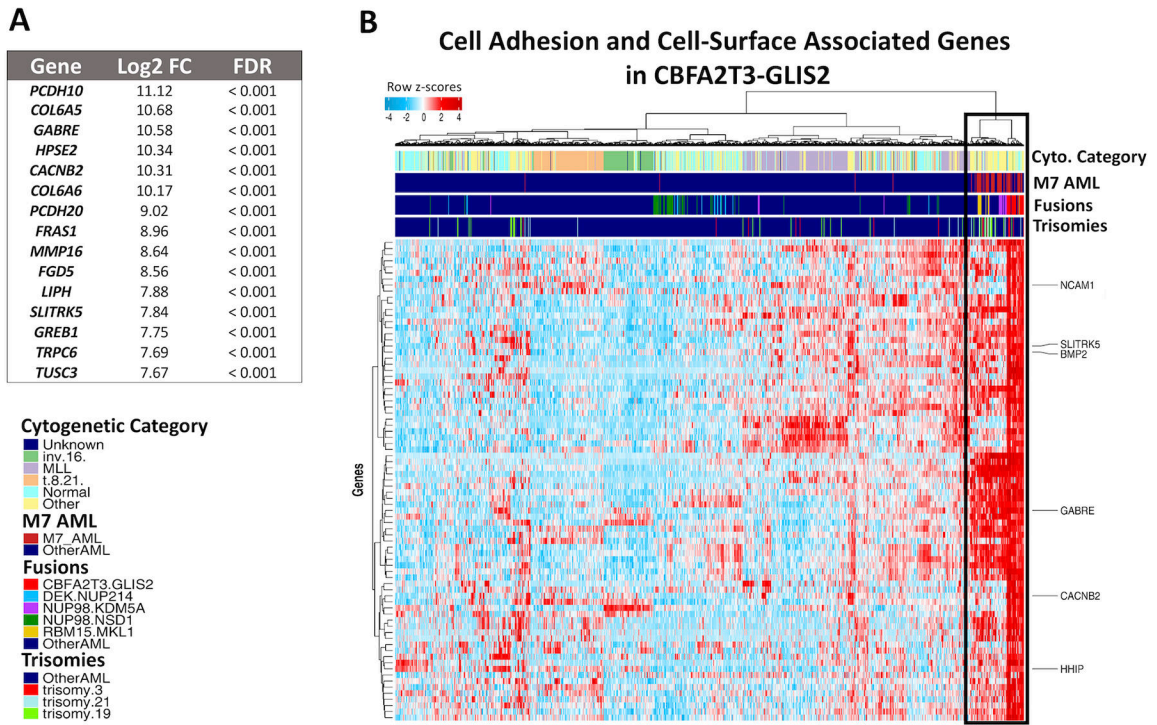 A
Gene Log2 FC FDR
PCDH10 11.12 < 0.001
COL6A5 10.68 < 0.001
GABRE 10.58 < 0.001
HPSE2 10.34 < 0.001
CACNB2 10.31 < 0.001
COL6A6 10.17 < 0.001
PCDH20 9.02 < 0.001
FRAS1 8.96 < 0.001
MMP16 8.64 < 0.001
FGD5 8.56 < 0.001
LIPH 7.88 < 0.001
SLITRK5 7.84 < 0.001
GREB1 7.75 < 0.001
TRPC6 7.69 < 0.001
TUSC3 7.67 < 0.001
Cytogenetic Category
Unknown
inv.16.
MLL
t.8.21.
Normal
Other
M7 AML
M7_AML
OtherAML
Fusions
CBFA2T3.GLIS2
DEK.NUP214
NUP98.KDM5A
NUP98.NSD1
RBM15.MKL1
OtherAML
Trisomies
OtherAML
trisomy.3
trisomy.21
trisomy.19
B
Cell Adhesion and Cell-Surface Associated Genes
in CBFA2T3-GLIS2
Row z-scores
-4 -2 0 2 4
Cyto. Category
M7 AML
Fusions
Trisomies
Genes
NCAM1
SLITRK5
BMP2
GABRE
CACNB2
HHIP